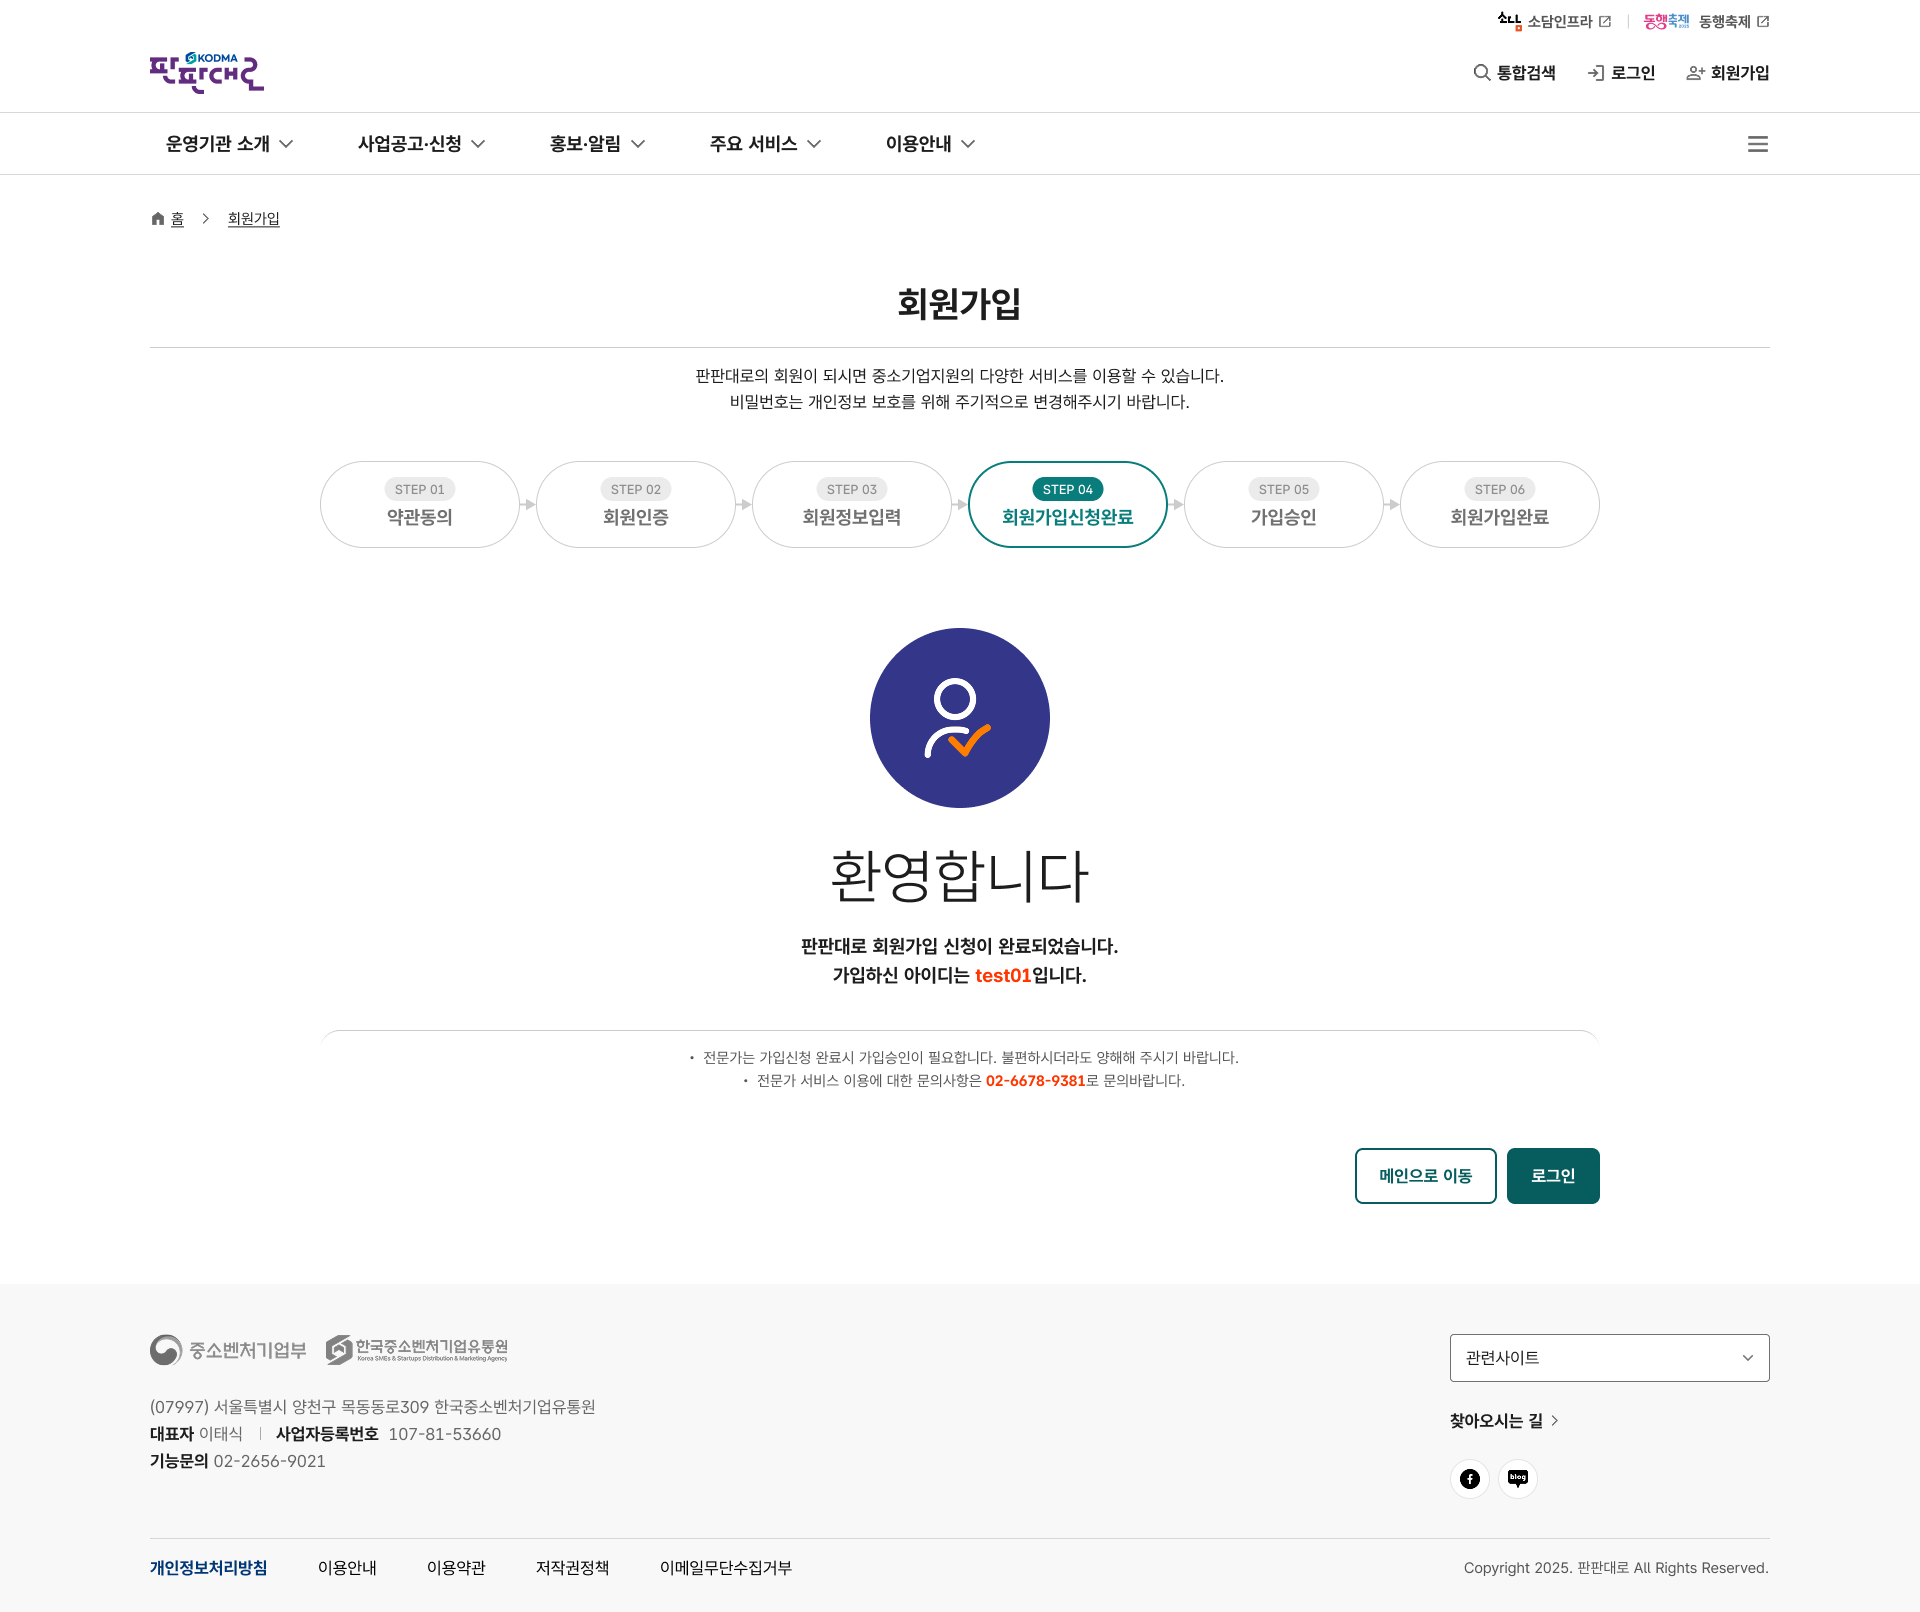 소담 소담인프라
동행축제 2025 동행축제
KODMA
판판대로
통합검색
로그인
회원가입
운영기관 소개
사업공고·신청
홍보·알림
주요 서비스
이용안내
홈 > 회원가입
회원가입
판판대로의 회원이 되시면 중소기업지원의 다양한 서비스를 이용할 수 있습니다.
비밀번호는 개인정보 보호를 위해 주기적으로 변경해주시기 바랍니다.
STEP 01
약관동의
STEP 02
회원인증
STEP 03
회원정보입력
STEP 04
회원가입신청완료
STEP 05
가입승인
STEP 06
회원가입완료
환영합니다
판판대로 회원가입 신청이 완료되었습니다.
가입하신 아이디는 test01입니다.
• 전문가는 가입신청 완료시 가입승인이 필요합니다. 불편하시더라도 양해해 주시기 바랍니다.
• 전문가 서비스 이용에 대한 문의사항은 02-6678-9381로 문의바랍니다.
메인으로 이동
로그인
중소벤처기업부
한국중소벤처기업유통원
Korea SMEs & Startups Distribution & Marketing Agency
(07997) 서울특별시 양천구 목동동로309 한국중소벤처기업유통원
대표자 이태식 | 사업자등록번호 107-81-53660
기능문의 02-2656-9021
관련사이트
찾아오시는 길
blog
개인정보처리방침
이용안내
이용약관
저작권정책
이메일무단수집거부
Copyright 2025. 판판대로 All Rights Reserved.